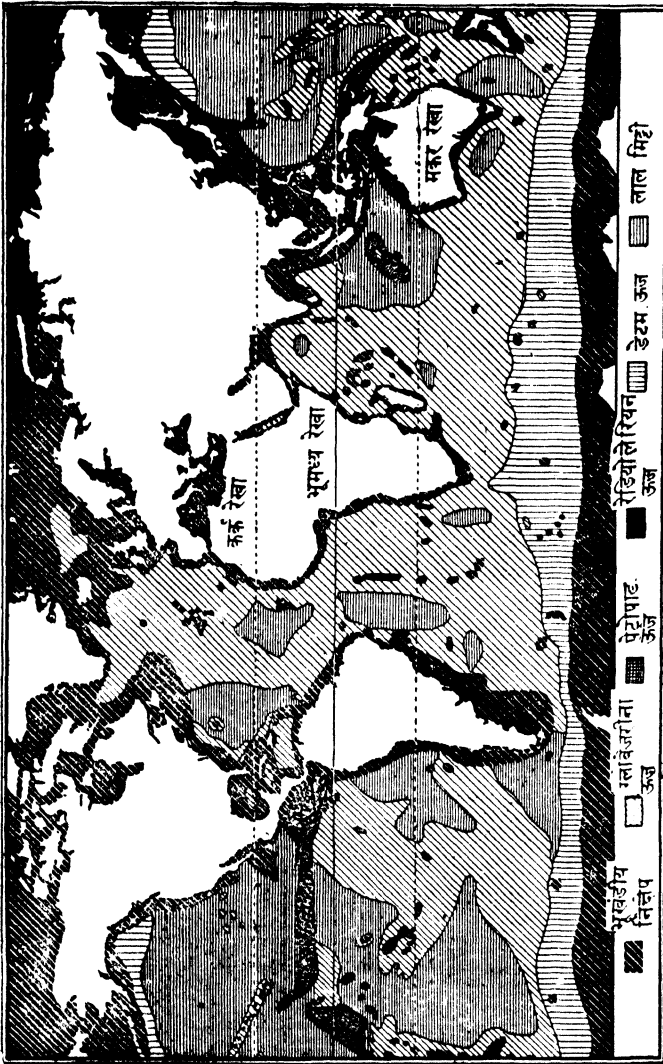 कर्क रेखा
भूमध्य रेखा
मकर रेखा
भूखंडीय
निक्षेप
ग्लोबिजरीना
ऊज
पेट्रोपाड.
ऊज
रेडियोलेरियन
ऊज
डेटम ऊज
लाल मिट्टी